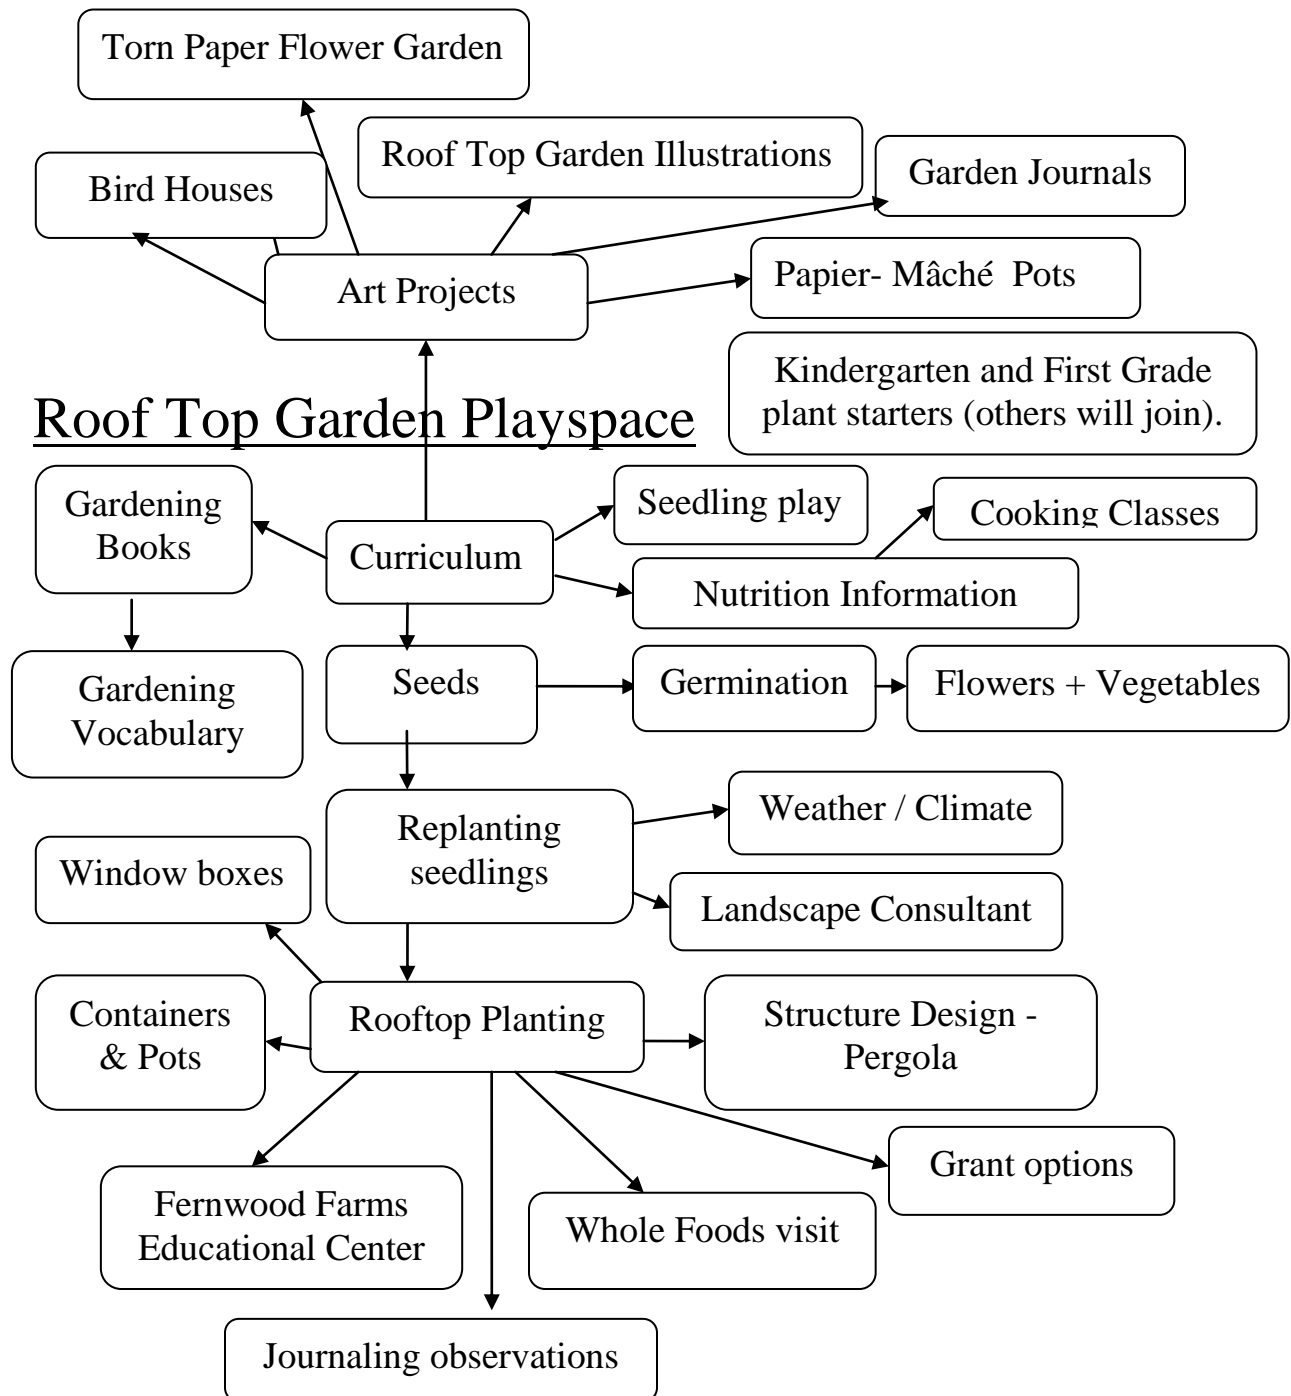 Torn Paper Flower Garden
Roof Top Garden Illustrations
Garden Journals
Bird Houses
Art Projects
Papier- Mâché  Pots
Kindergarten and First Grade
plant starters (others will join).
Roof Top Garden Playspace
Gardening
Books
Seedling play
Cooking Classes
Curriculum
Nutrition Information
Gardening
Vocabulary
Seeds
Germination
Flowers + Vegetables
Weather / Climate
Replanting
seedlings
Window boxes
Landscape Consultant
Containers
& Pots
Rooftop Planting
Structure Design -
Pergola
Grant options
Fernwood Farms
Educational Center
Whole Foods visit
Journaling observations